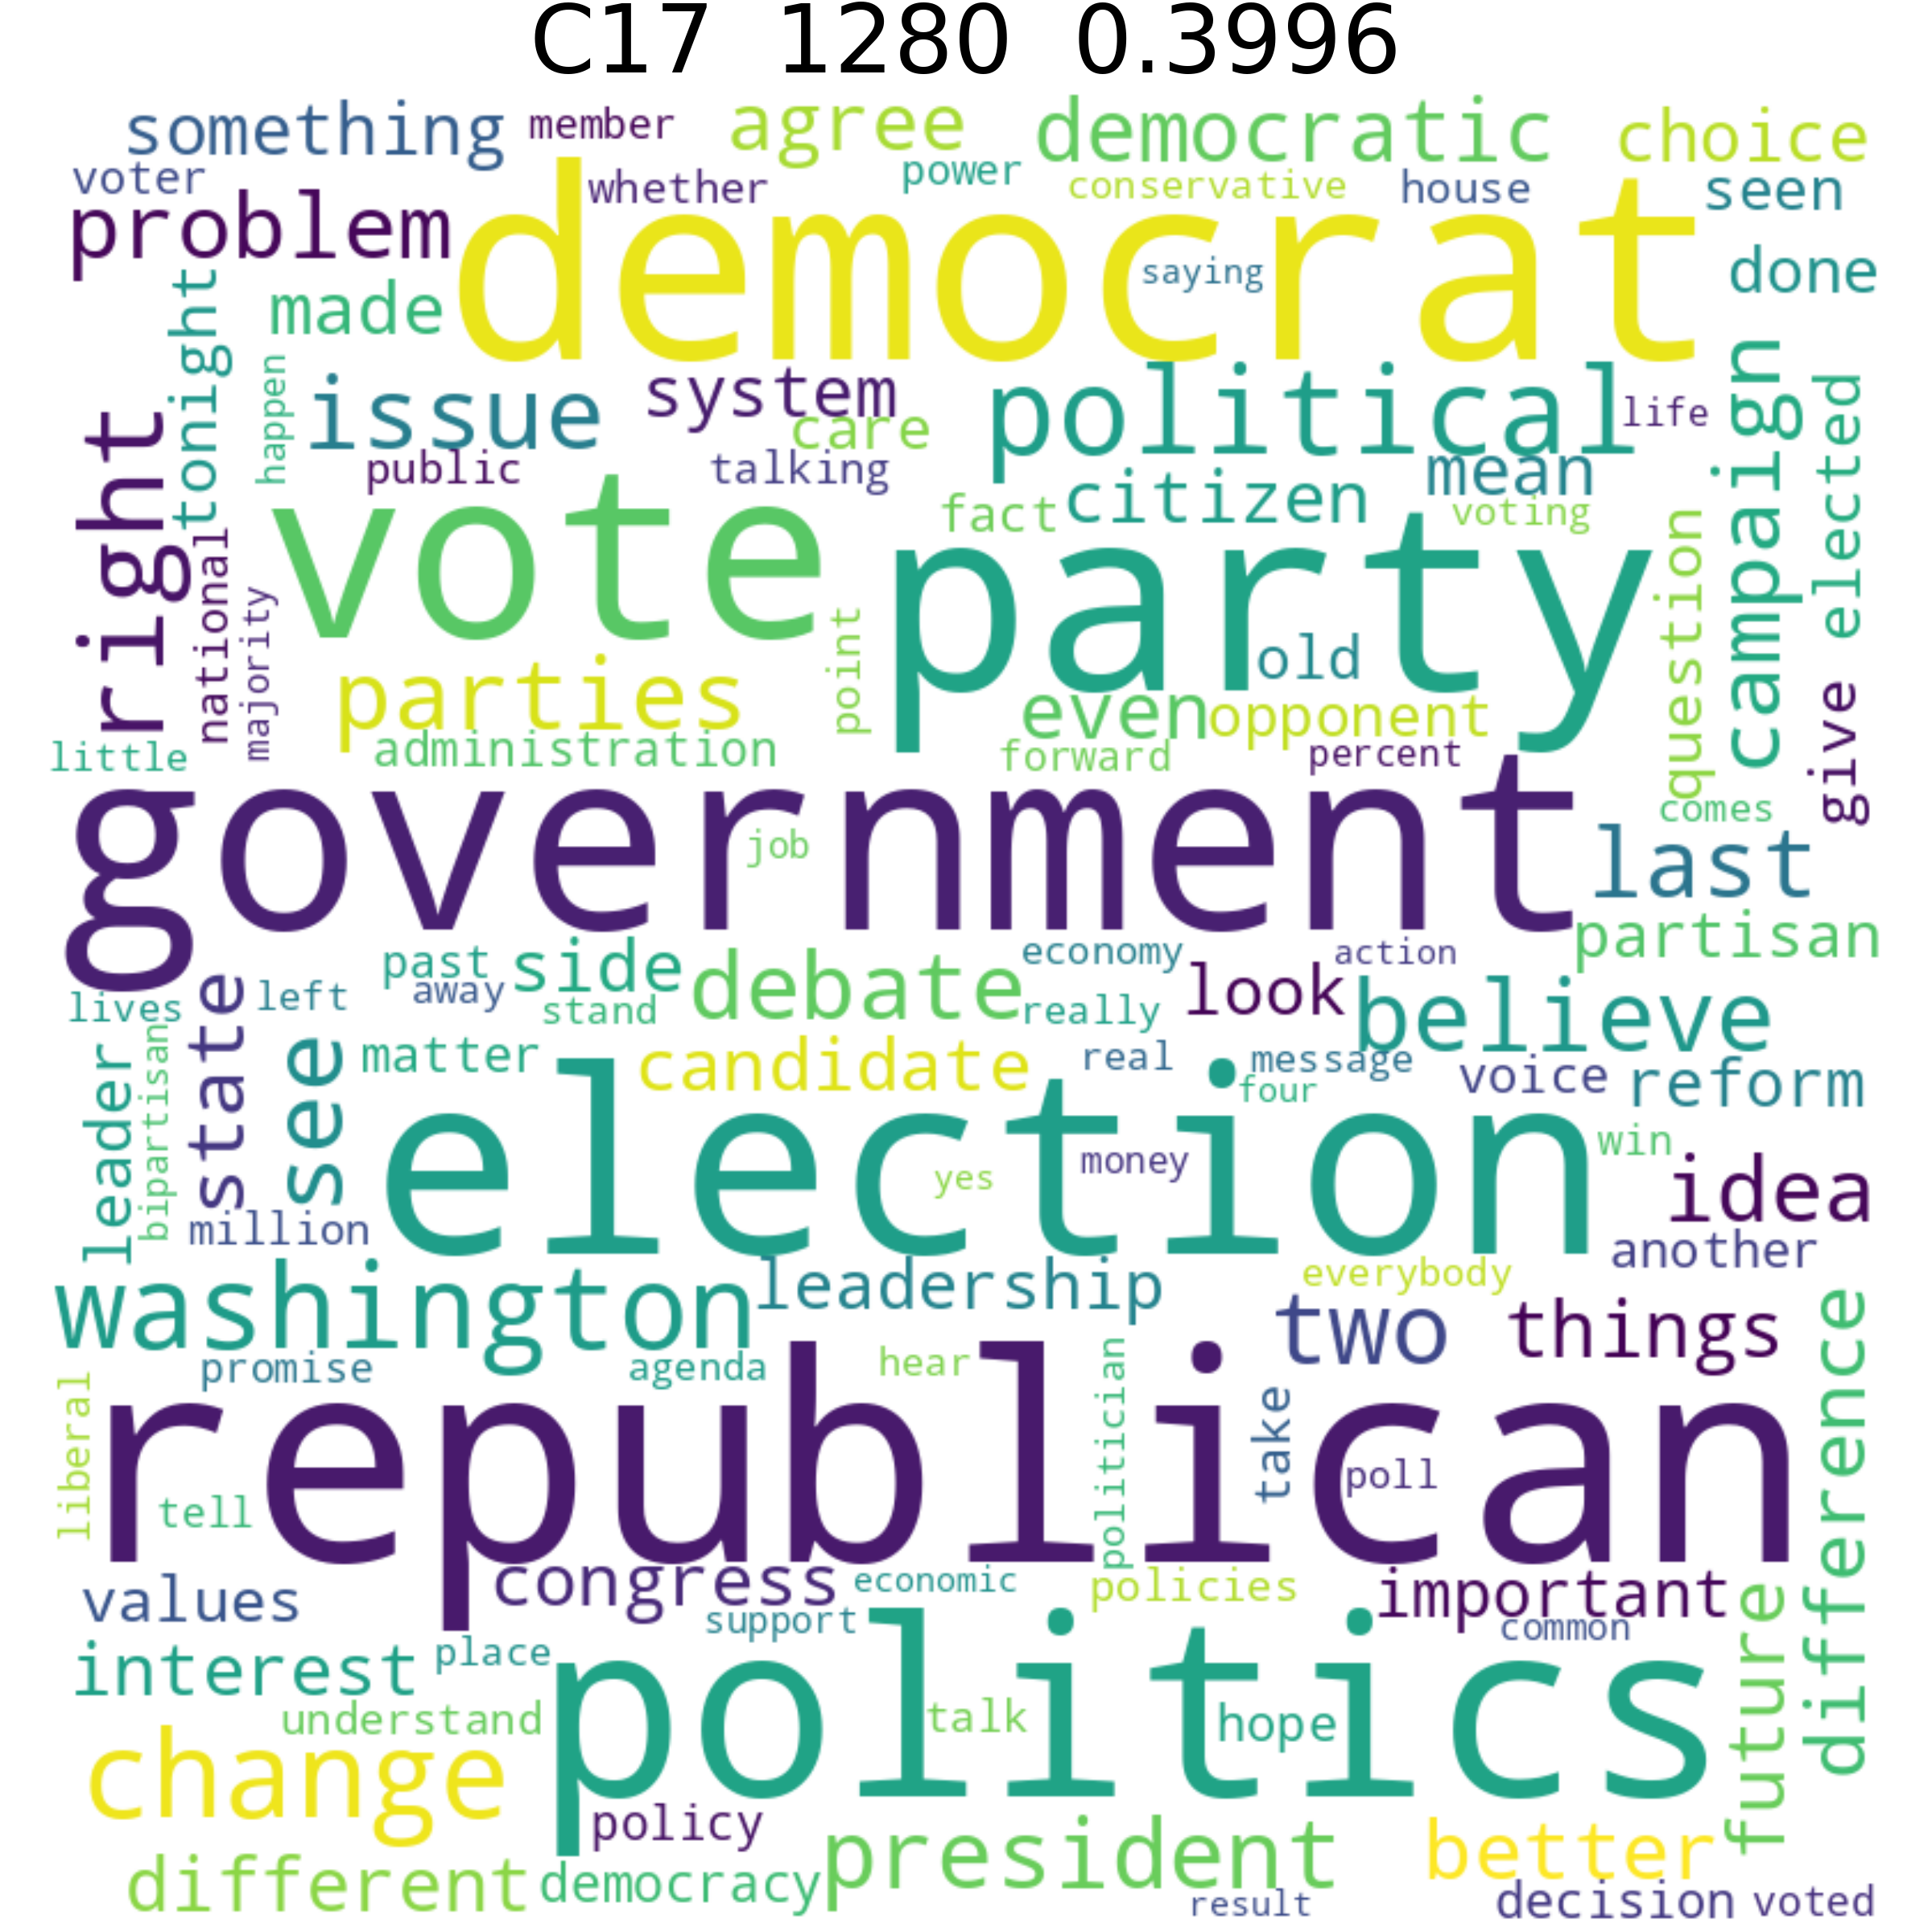 C17 1280 0.3996
something member agree democratic choice
voter whether power conservative house seen
problem democrat saying done
tonight made
happen issue system care political life
right public talking citizen mean campaign elected
national vote fact party voting question
majority parties point old
even opponent give
little administration forward percent comes
government job last
partisan
past side debate economy action
lives left away stand really look believe
state see matter candidate real message
leader bipartisan four voice reform
election yes money win idea
million another
washington leadership everybody two things
promise agenda hear difference
liberal republican politician take poll
tell
values congress economic policies important
support common future
interest place politics
understand talk hope
change
policy president better
different democracy result decision voted